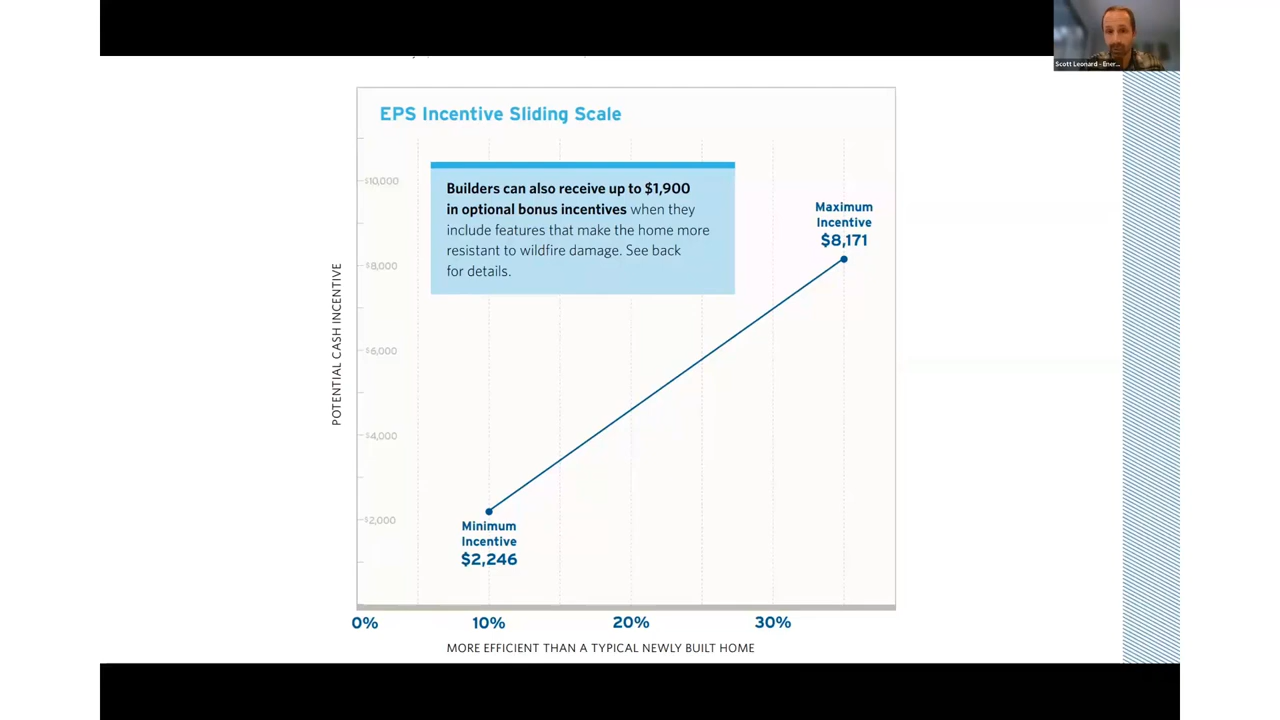 Scott Leonard - Ener...
EPS Incentive Sliding Scale
Builders can also receive up to $1,900
in optional bonus incentives when they
include features that make the home more
resistant to wildfire damage. See back
for details.
POTENTIAL CASH INCENTIVE
$10,000
$8,000
$6,000
$4,000
$2,000
Maximum
Incentive
$8,171
Minimum
Incentive
$2,246
0% 10% 20% 30%
MORE EFFICIENT THAN A TYPICAL NEWLY BUILT HOME